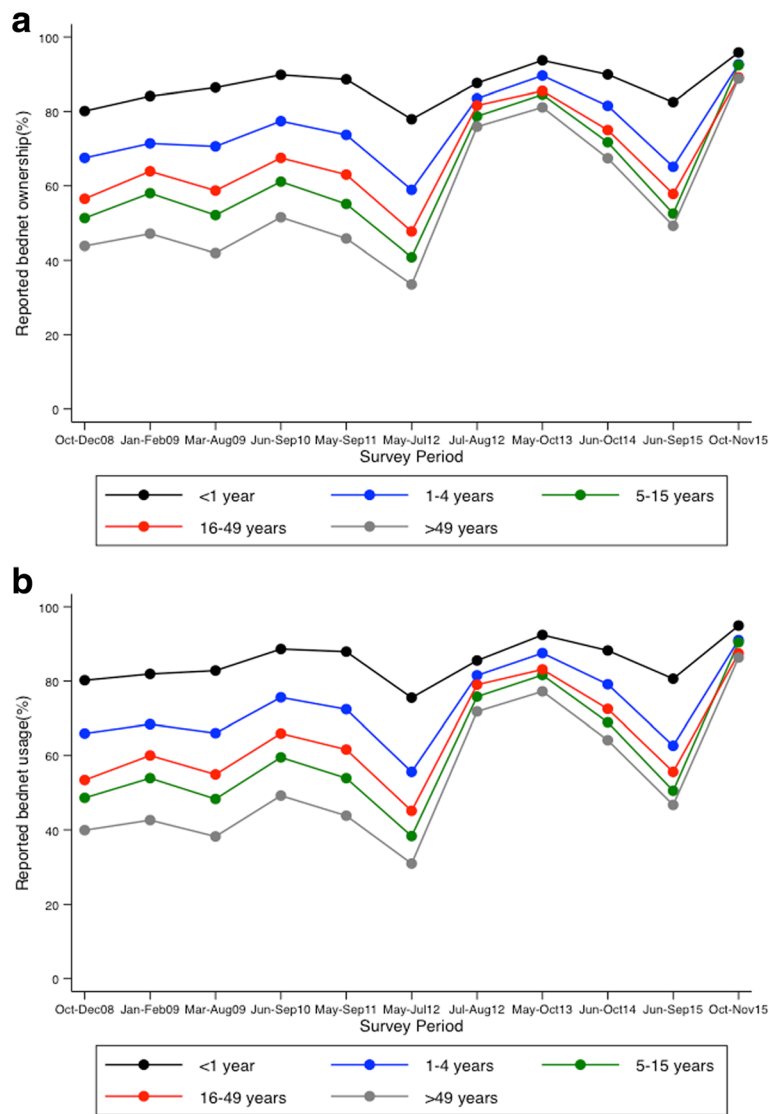 a
Reported bednet ownership(%)
100
80
60
40
20
0
Oct-Dec08 Jan-Feb09 Mar-Aug09 Jun-Sep10 May-Sep11 May-Jul12 Jul-Aug12 May-Oct13 Jun-Oct14 Jun-Sep15 Oct-Nov15
Survey Period
<1 year 1-4 years 5-15 years
16-49 years >49 years
b
Reported bednet usage(%)
100
80
60
40
20
0
Oct-Dec08 Jan-Feb09 Mar-Aug09 Jun-Sep10 May-Sep11 May-Jul12 Jul-Aug12 May-Oct13 Jun-Oct14 Jun-Sep15 Oct-Nov15
Survey Period
<1 year 1-4 years 5-15 years
16-49 years >49 years